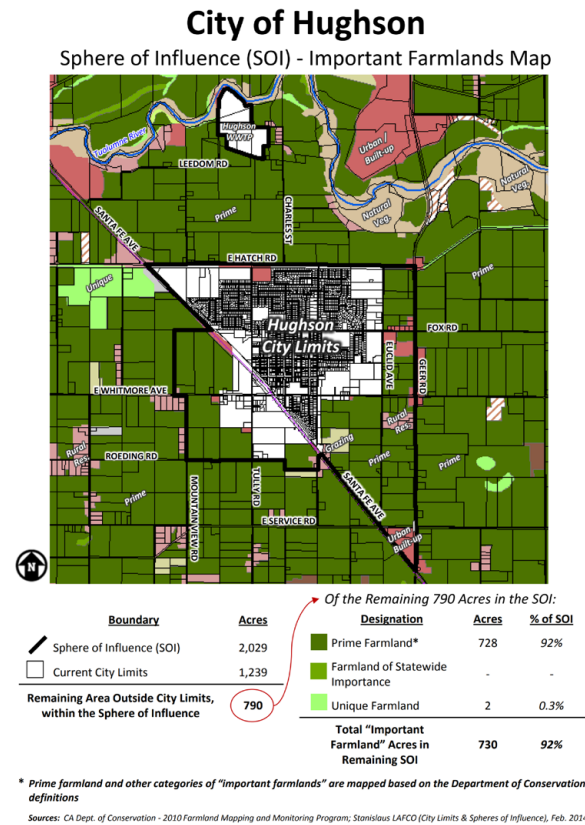 City of Hughson
Sphere of Influence (SOI) - Important Farmlands Map
Tuolumne River
Hughson
WWTP
Urban /
Built-up
LEEDOM RD
Natural
Veg.
Natural
Veg.
Prime
CHARLES ST
SANTA FE AVE
E HATCH RD
Prime
Unique
Hughson
City Limits
FOX RD
EUCLID AVE
GEER RD
E WHITMORE AVE
Rural
Res.
Rural
Res.
Grazing
ROEDING RD
Prime
Prime
Prime
MOUNTAIN VIEW RD
TULLY RD
SANTA FE AVE
E SERVICE RD
Urban /
Built-up
N
Of the Remaining 790 Acres in the SOI:
Boundary Acres
Sphere of Influence (SOI) 2,029
Current City Limits 1,239
Remaining Area Outside City Limits,
within the Sphere of Influence 790
Designation Acres % of SOI
Prime Farmland* 728 92%
Farmland of Statewide
Importance - -
Unique Farmland 2 0.3%
Total “Important
Farmland” Acres in
Remaining SOI 730 92%
* Prime farmland and other categories of “important farmlands” are mapped based on the Department of Conservation
definitions
Sources: CA Dept. of Conservation - 2010 Farmland Mapping and Monitoring Program; Stanislaus LAFCO (City Limits & Spheres of Influence), Feb.